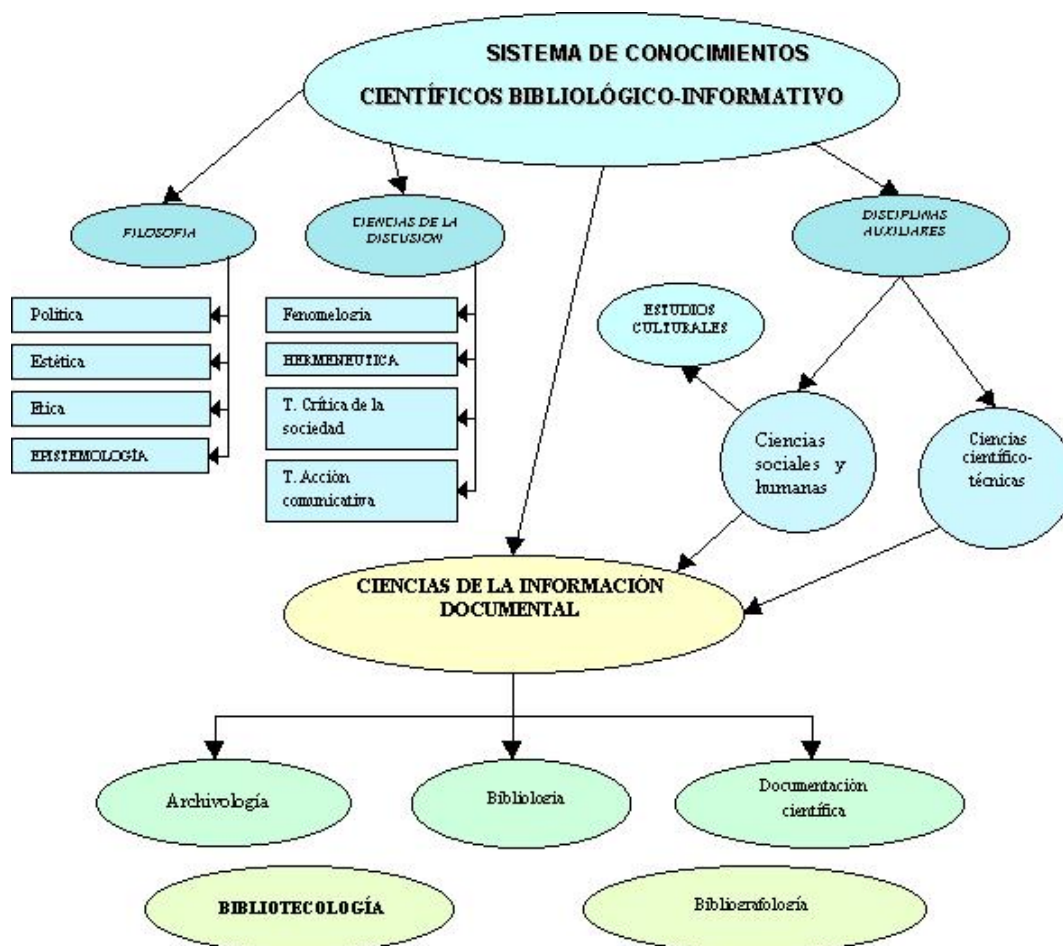 SISTEMA DE CONOCIMIENTOS
CIENTÍFICOS BIBLIOLÓGICO-INFORMATIVO
FILOSOFIA
CIENCIAS DE LA
DISCUSION
DISCIPLINAS
AUXILIARES
Política
Estética
Etica
EPISTEMOLOGÍA
Fenomelogía
HERMENEUTICA
T. Crítica de la
sociedad
T. Acción
comunicativa
ESTUDIOS
CULTURALES
Ciencias
sociales y
humanas
Ciencias
científico-
técnicas
CIENCIAS DE LA INFORMACIÓN
DOCUMENTAL
Archivología
Bibliología
Documentación
científica
BIBLIOTECOLOGÍA
Bibliografología